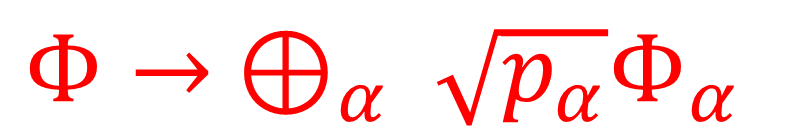 Φ → ⨁_α √(p_α) Φ_α